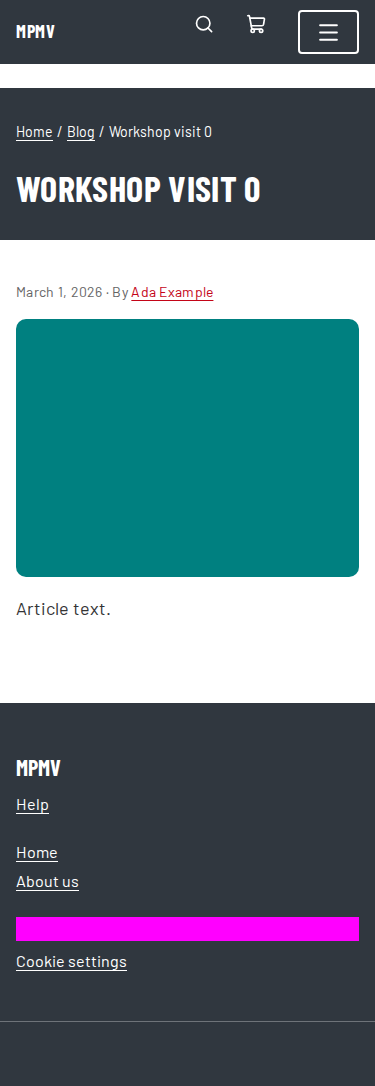 MPMV
Home / Blog / Workshop visit 0
WORKSHOP VISIT 0
March 1, 2026 · By Ada Example
Article text.
MPMV
Help
Home
About us
Cookie settings